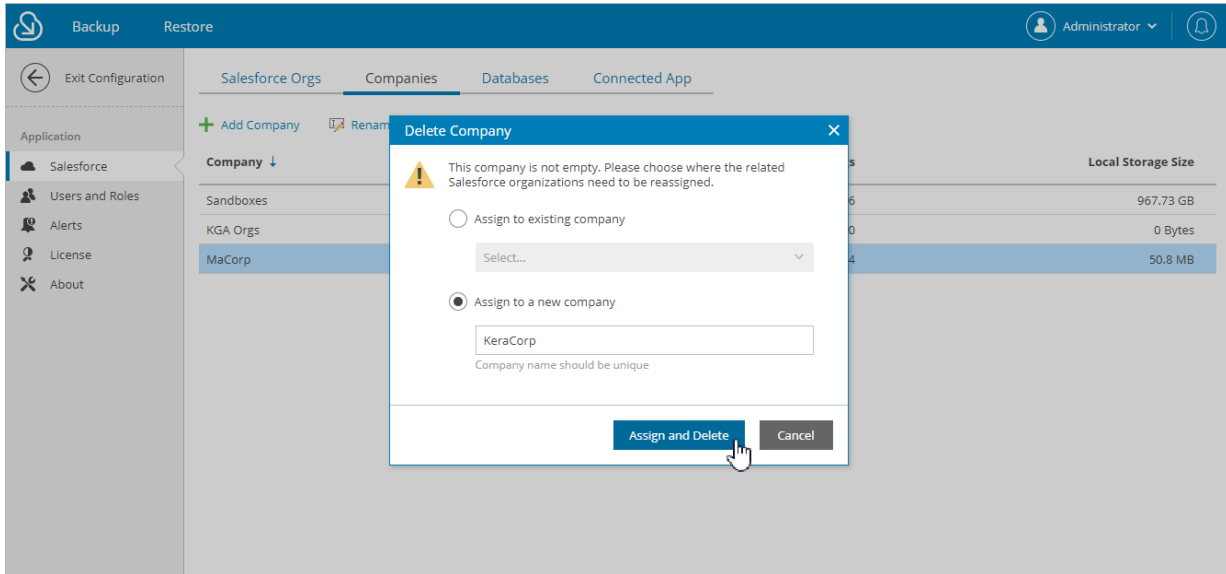 Backup Restore Administrator
Exit Configuration
Salesforce Orgs Companies Databases Connected App
Application
Salesforce
Users and Roles
Alerts
License
About
Add Company
Company ↓ Local Storage Size
Sandboxes 6 967.73 GB
KGA Orgs 0 0 Bytes
MaCorp 4 50.8 MB
Delete Company
This company is not empty. Please choose where the related
Salesforce organizations need to be reassigned.
Assign to existing company
Select...
Assign to a new company
KeraCorp
Company name should be unique
Assign and Delete Cancel